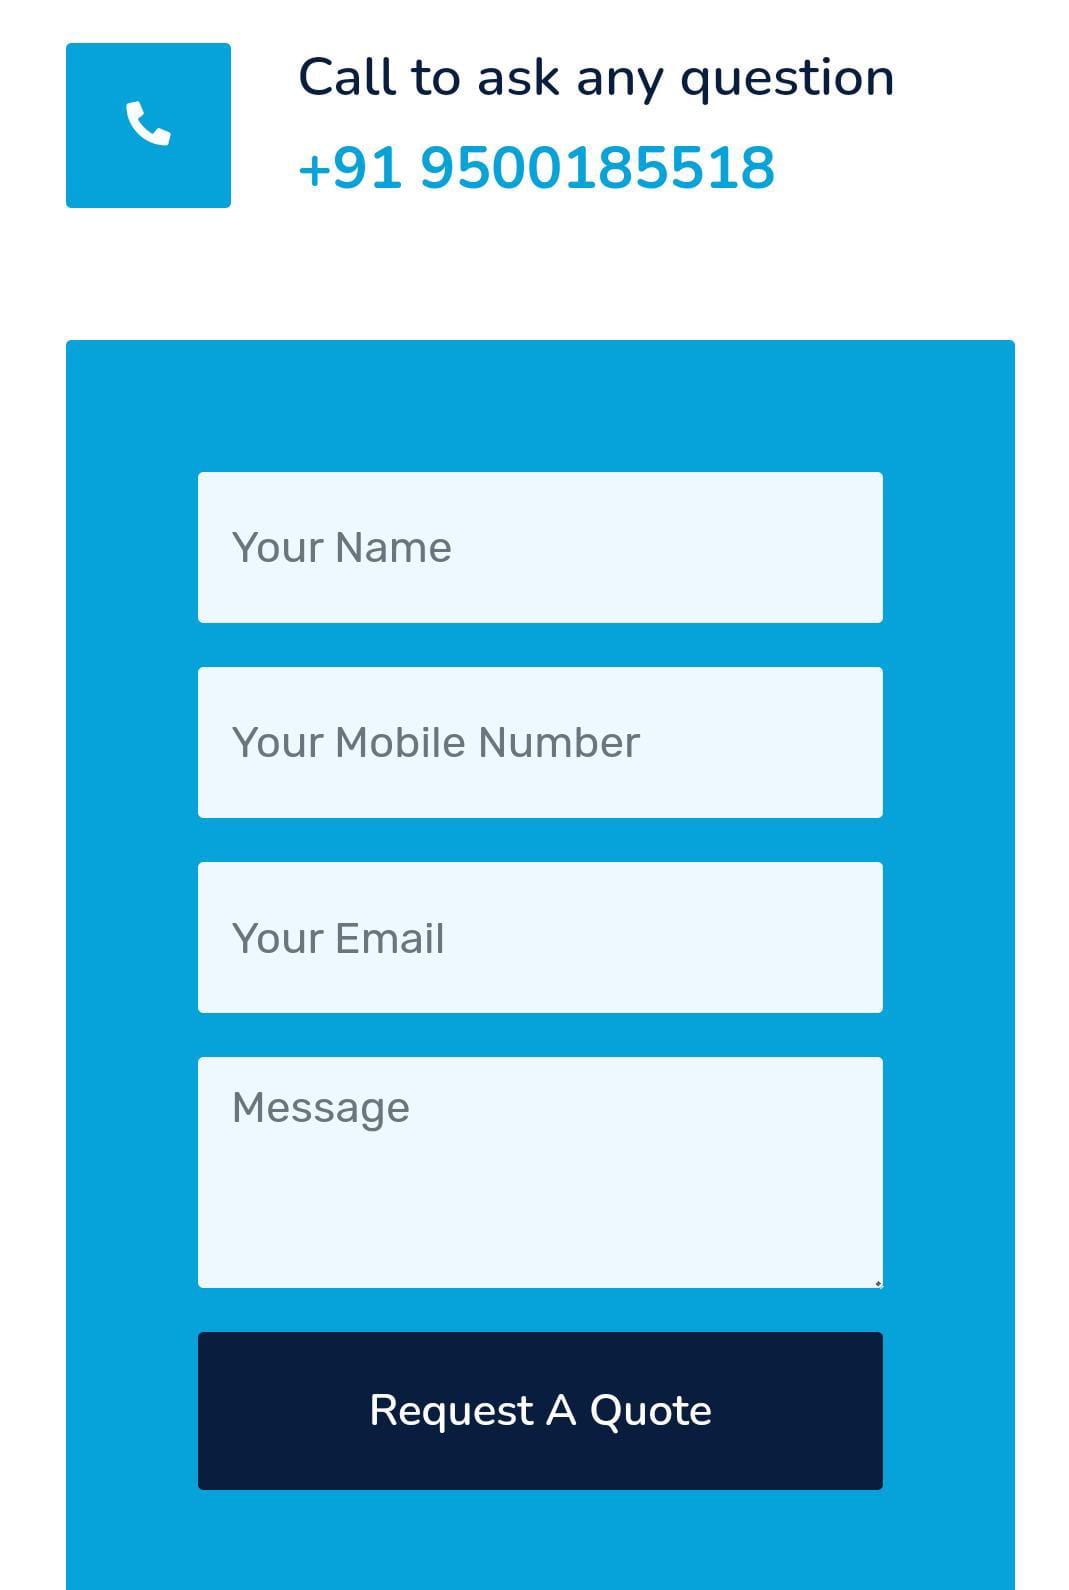 Call to ask any question
+91 9500185518
Your Name
Your Mobile Number
Your Email
Message
Request A Quote